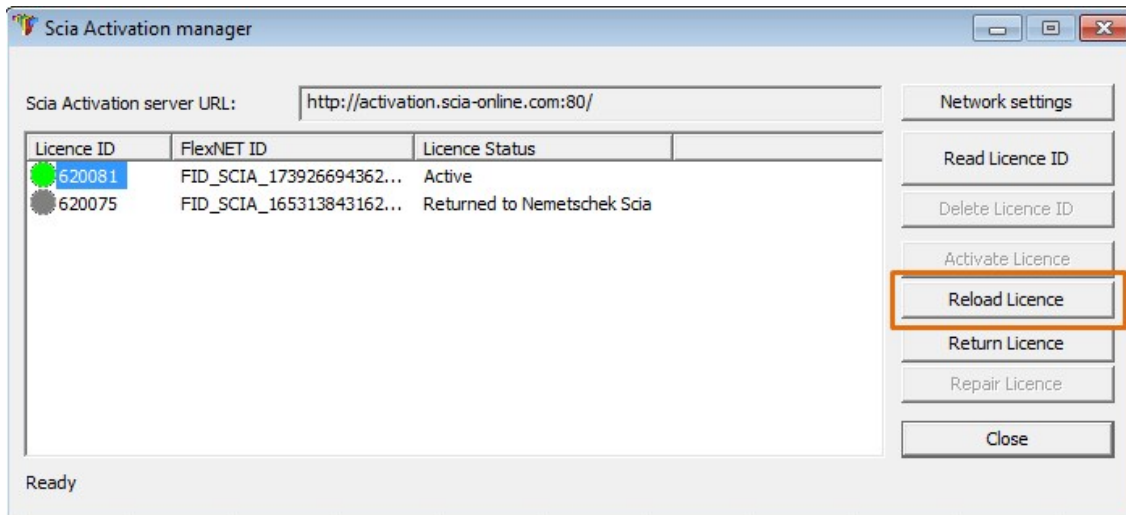 Scia Activation manager
Scia Activation server URL: http://activation.scia-online.com:80/ Network settings
Licence ID FlexNET ID Licence Status Read Licence ID
620081 FID_SCIA_173926694362... Active
620075 FID_SCIA_165313843162... Returned to Nemetschek Scia Delete Licence ID
Activate Licence
Reload Licence
Return Licence
Repair Licence
Close
Ready